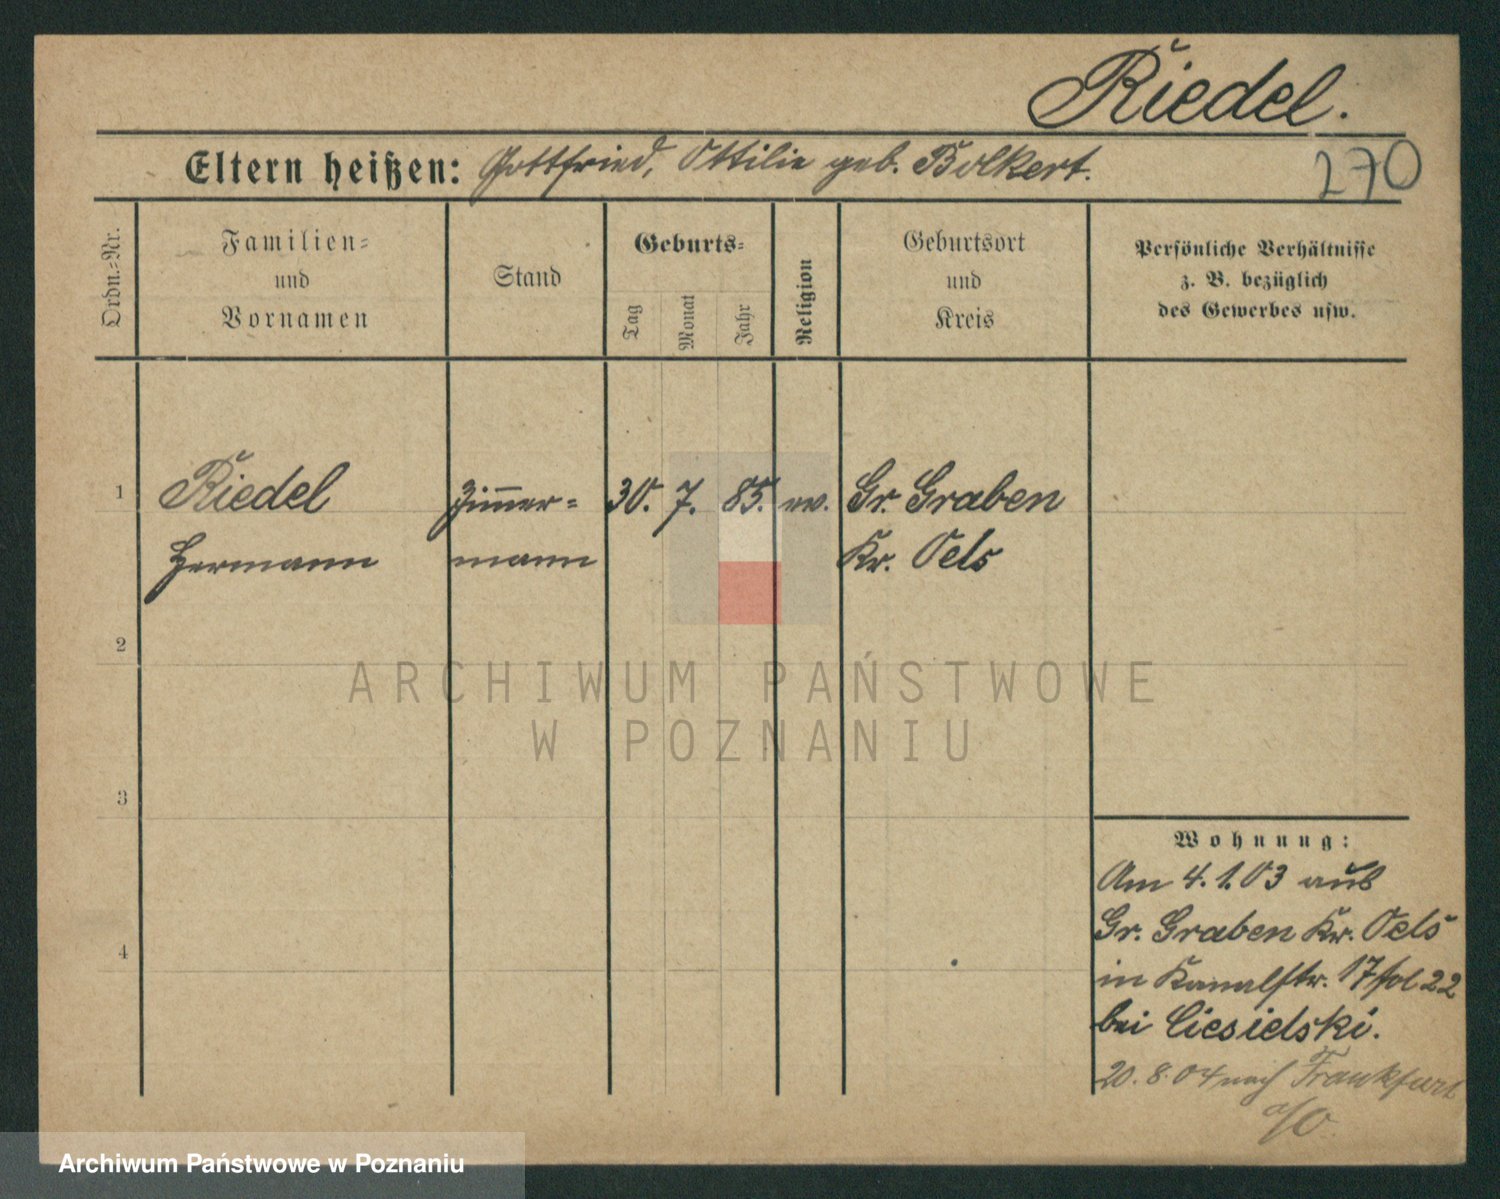 Riedel.
Eltern heißen: Gottfried, Ottilie geb. Bolkert.
270
Ordn.=Nr.
Familien=
und
Vornamen
Stand
Geburts=
Tag
Monat
Jahr
Religion
Geburtsort
und
Kreis
Persönliche Verhältnisse
z. B. bezüglich
des Gewerbes usw.
1 Riedel Zim̅er= 30. 7. 85. ev. Gr. Graben
Hermann mann Kr. Oels
2
3
4
Wohnung:
Am 4.1.03 aus
Gr. Graben Kr. Oels
in Kanalstr. 17 fol 22
bei Ciesielski.
20.8.04 nach Frankfurt
a/O.
ARCHIWUM PAŃSTWOWE
W POZNANIU
Archiwum Państwowe w Poznaniu